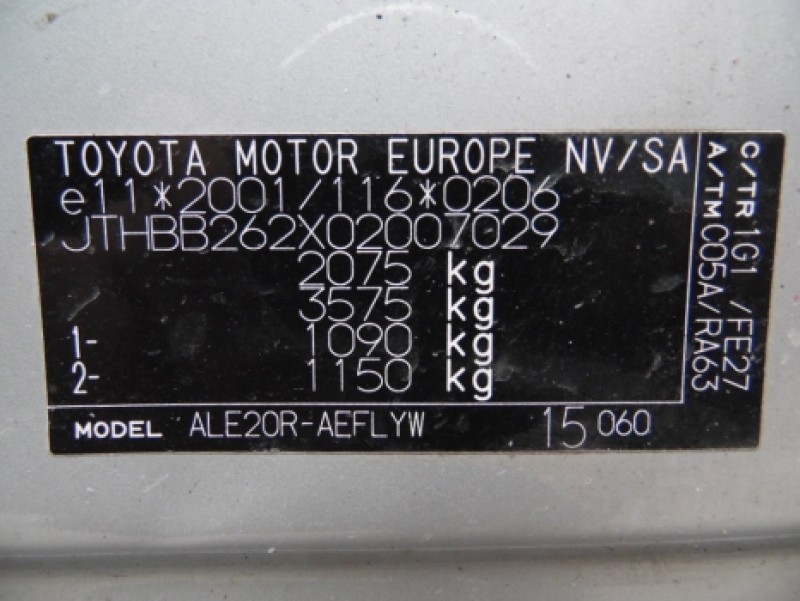 TOYOTA MOTOR EUROPE NV/SA
e11*2001/116*0206
JTHBB262X02007029
2075 kg
3575 kg
1- 1090 kg
2- 1150 kg
MODEL ALE20R-AEFLYW 15 060
C/TR 1G1 /FE27
A/TM C05A/RA63